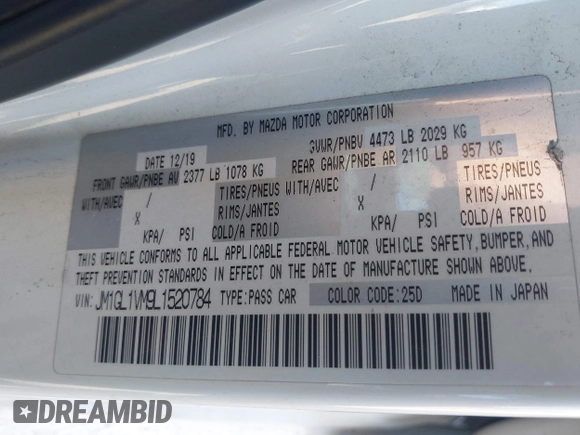 MFD. BY MAZDA MOTOR CORPORATION
DATE 12/19 GVWR/PNBV 4473 LB 2029 KG
FRONT GAWR/PNBE AV 2377 LB 1078 KG REAR GAWR/PNBE AR 2110 LB 957 KG
WITH/AVEC / TIRES/PNEUS WITH/AVEC / TIRES/PNEUS
X RIMS/JANTES X RIMS/JANTES
KPA/ PSI COLD/A FROID KPA/ PSI COLD/A FROID
THIS VEHICLE CONFORMS TO ALL APPLICABLE FEDERAL MOTOR VEHICLE SAFETY, BUMPER, AND
THEFT PREVENTION STANDARDS IN EFFECT ON THE DATE OF MANUFACTURE SHOWN ABOVE.
VIN: JM1GL1VM9L1520784 TYPE:PASS CAR COLOR CODE:25D MADE IN JAPAN
DREAMBID